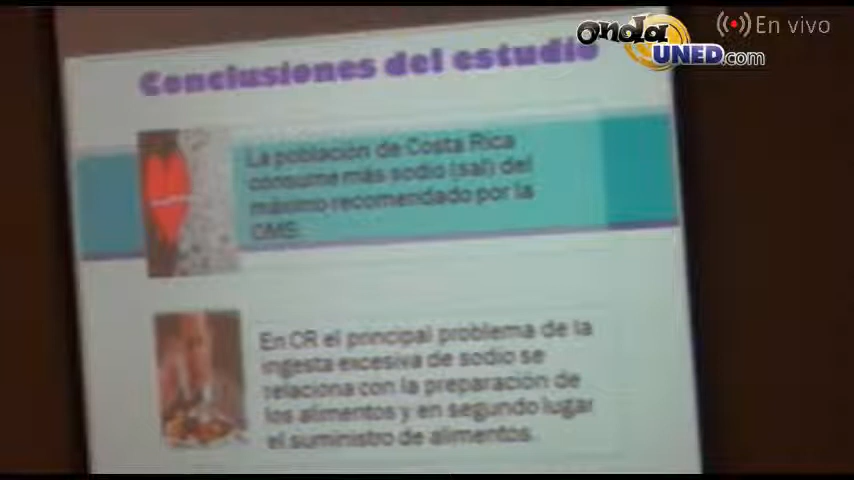 onda
UNED.com
En vivo
Conclusiones del estudio
La población de Costa Rica
consume más sodio (sal) del
máximo recomendado por la
OMS.
En CR el principal problema de la
ingesta excesiva de sodio se
relaciona con la preparación de
los alimentos y en segundo lugar
el suministro de alimentos.